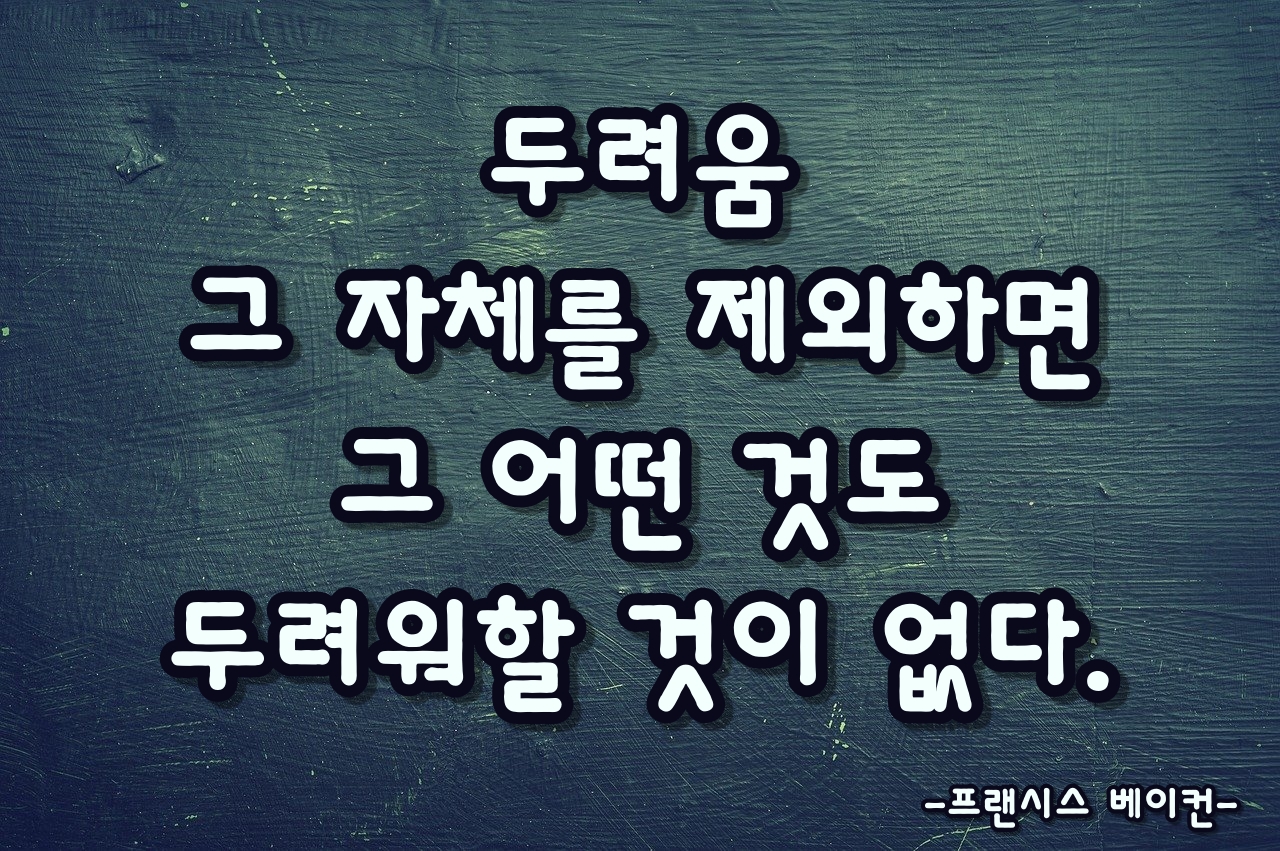 두려움
그 자체를 제외하면
그 어떤 것도
두려워할 것이 없다.
-프랜시스 베이컨-